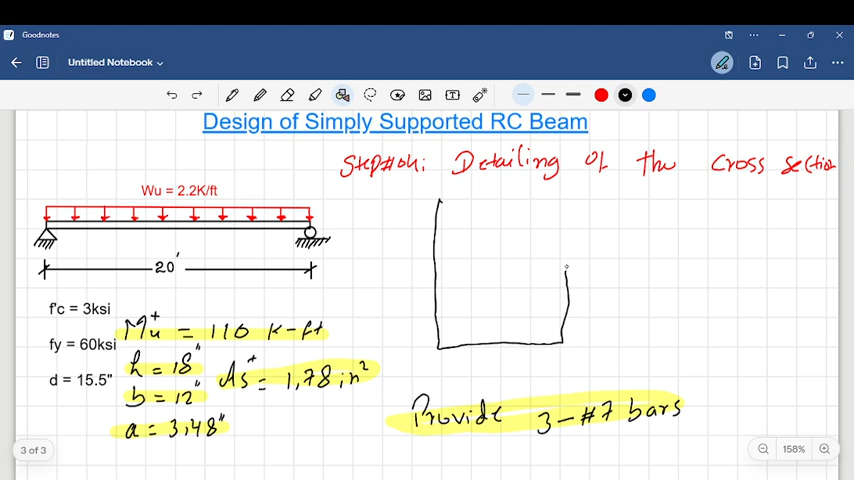 Goodnotes
Untitled Notebook
Design of Simply Supported RC Beam
Step#04: Detailing of the Cross section
Wu = 2.2K/ft
20'
f'c = 3ksi
Mu+ = 110 K-ft
fy = 60ksi
h = 18"
As+ = 1.78 in2
d = 15.5"
b = 12"
a = 3.48"
Provide 3-#7 bars
3 of 3
158%